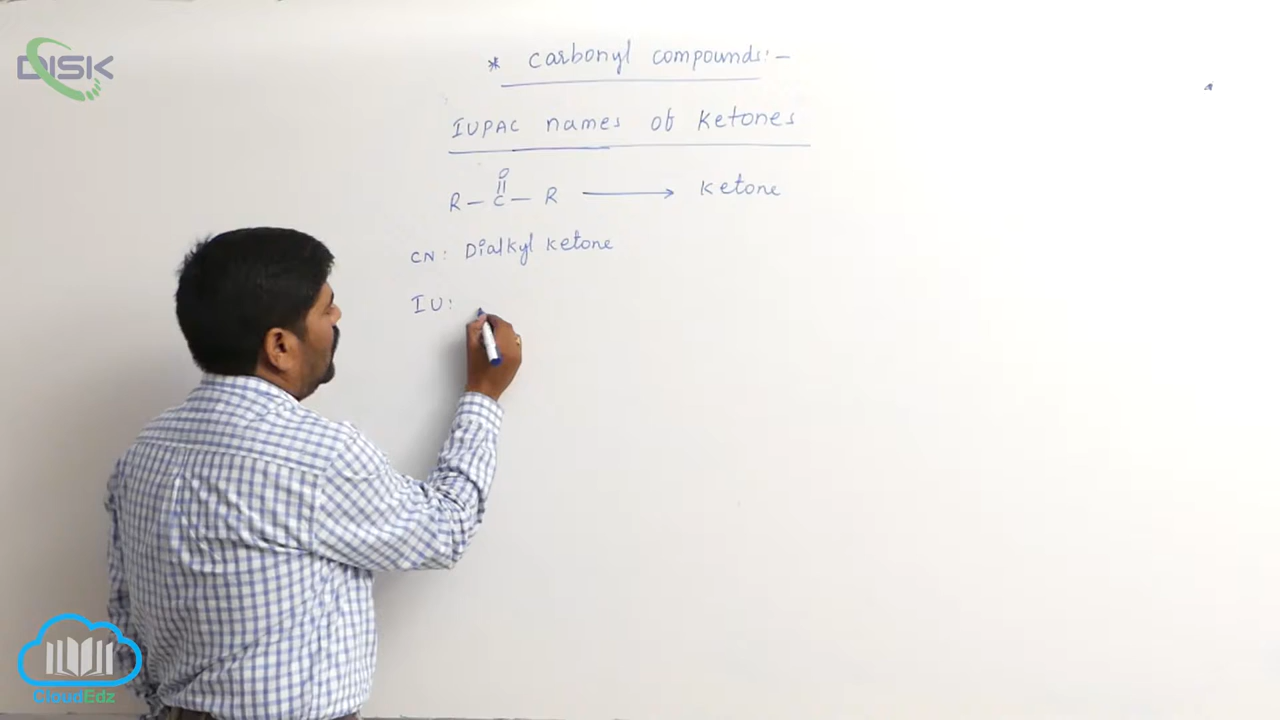 DISK
* Carbonyl compounds:-
IUPAC names of Ketones
O
R - C - R → Ketone
CN: Dialkyl Ketone
IU:
CloudEdz